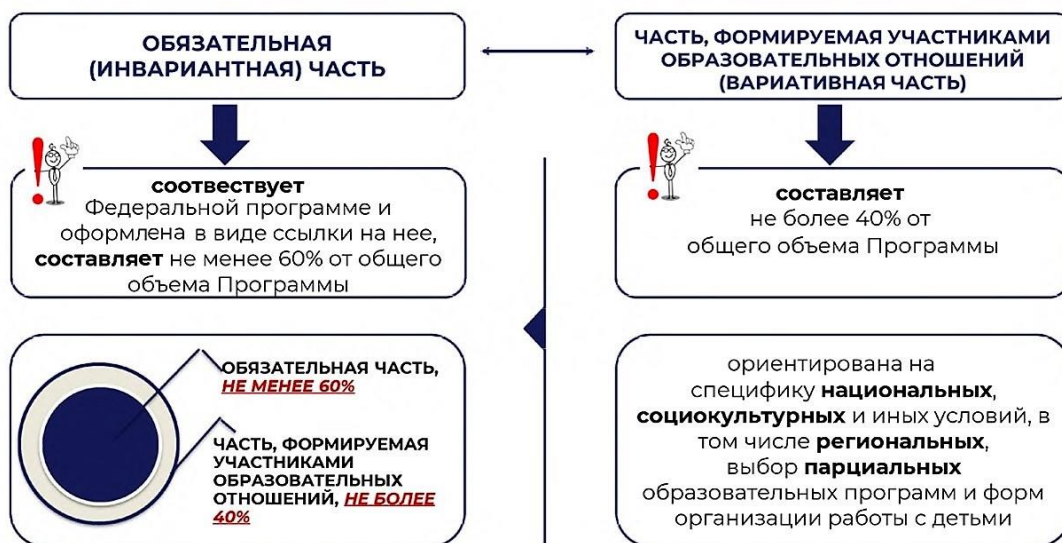 ОБЯЗАТЕЛЬНАЯ
(ИНВАРИАНТНАЯ) ЧАСТЬ
ЧАСТЬ, ФОРМИРУЕМАЯ УЧАСТНИКАМИ
ОБРАЗОВАТЕЛЬНЫХ ОТНОШЕНИЙ
(ВАРИАТИВНАЯ ЧАСТЬ)
соотвествует
Федеральной программе и
оформлена в виде ссылки на нее,
составляет не менее 60% от общего
объема Программы
составляет
не более 40% от
общего объема Программы
ОБЯЗАТЕЛЬНАЯ ЧАСТЬ,
НЕ МЕНЕЕ 60%
ЧАСТЬ, ФОРМИРУЕМАЯ
УЧАСТНИКАМИ
ОБРАЗОВАТЕЛЬНЫХ
ОТНОШЕНИЙ, НЕ БОЛЕЕ
40%
ориентирована на
специфику национальных,
социокультурных и иных условий, в
том числе региональных,
выбор парциальных
образовательных программ и форм
организации работы с детьми